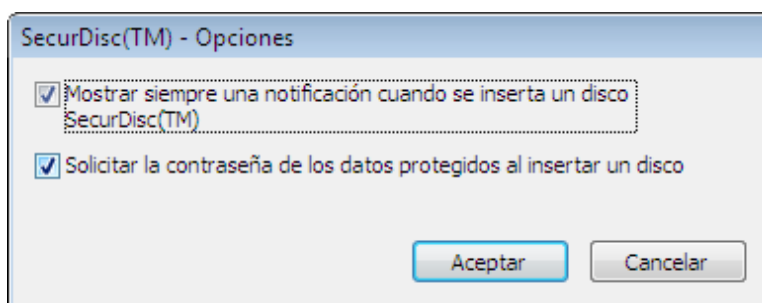 SecurDisc(TM) - Opciones
Mostrar siempre una notificación cuando se inserta un disco
SecurDisc(TM)
Solicitar la contraseña de los datos protegidos al insertar un disco
Aceptar
Cancelar